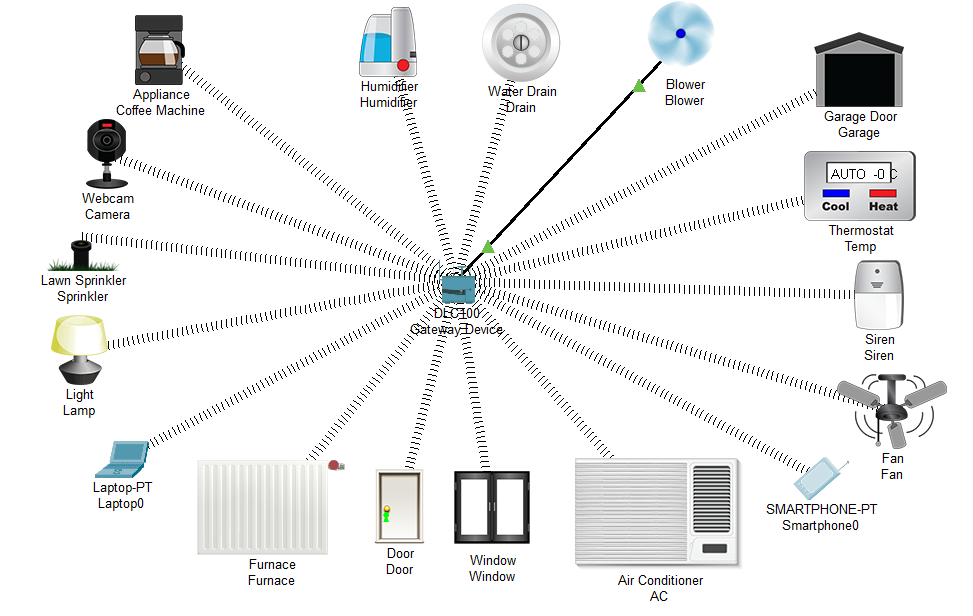 Appliance
Coffee Machine
Humidifier
Humidifier
Water Drain
Drain
Blower
Blower
Garage Door
Garage
Webcam
Camera
AUTO -0 C
Cool Heat
Thermostat
Temp
Lawn Sprinkler
Sprinkler
DLC100
Gateway Device
Siren
Siren
Light
Lamp
Fan
Fan
Laptop-PT
Laptop0
SMARTPHONE-PT
Smartphone0
Furnace
Furnace
Door
Door
Window
Window
Air Conditioner
AC